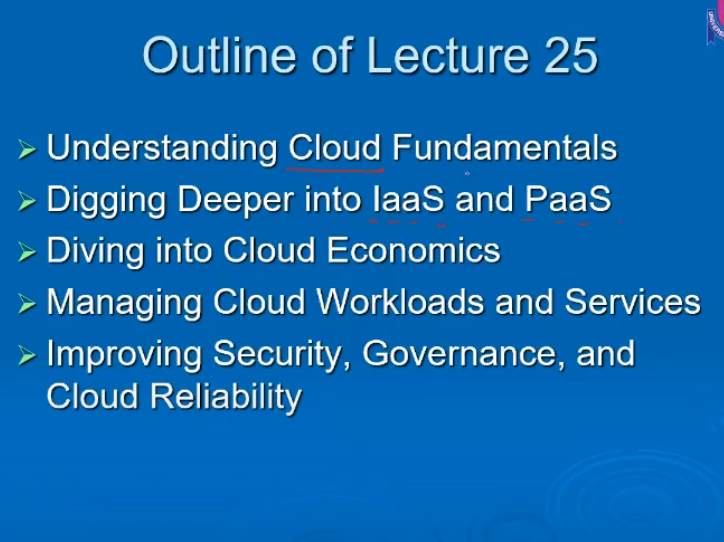 Outline of Lecture 25
Understanding Cloud Fundamentals
Digging Deeper into IaaS and PaaS
Diving into Cloud Economics
Managing Cloud Workloads and Services
Improving Security, Governance, and
Cloud Reliability